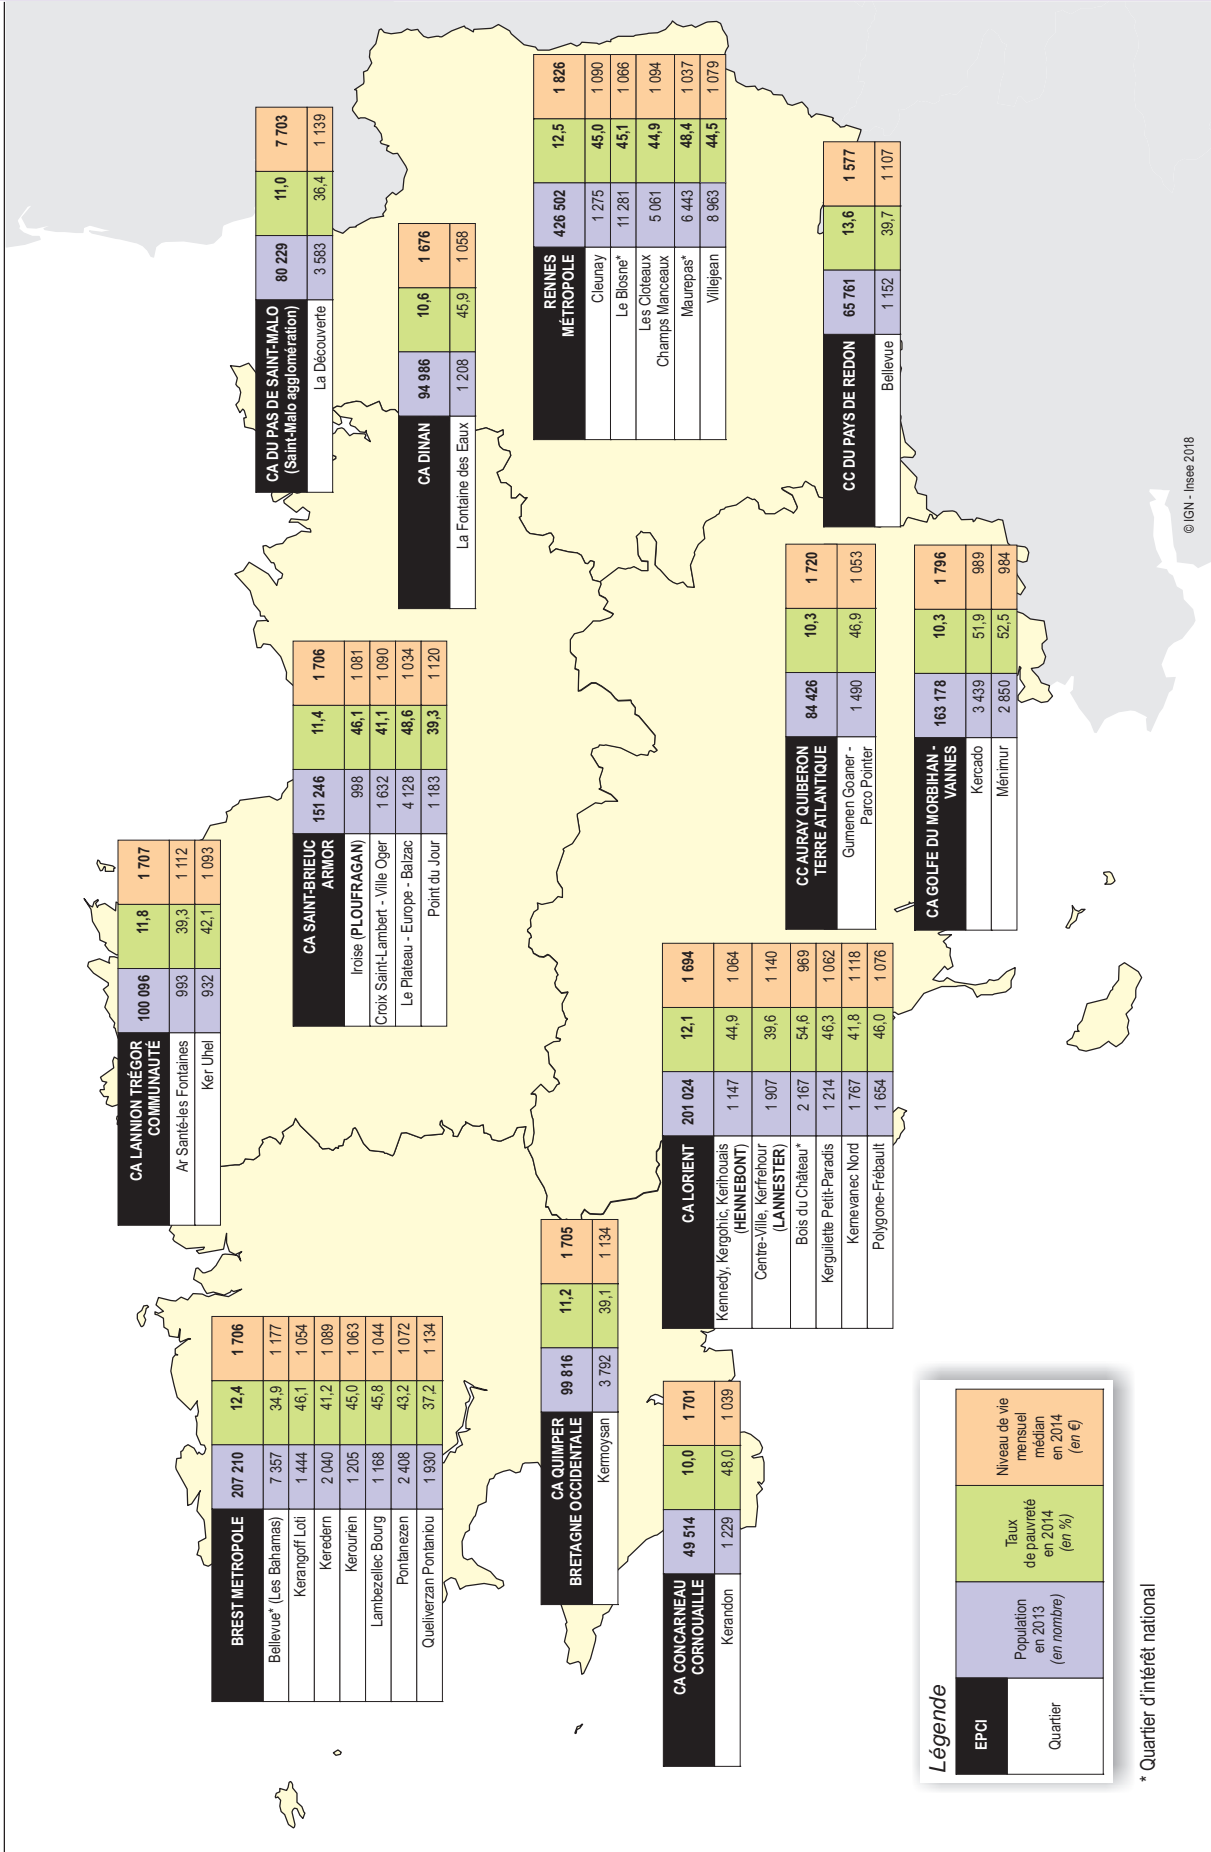 CA LANNION TRÉGOR
COMMUNAUTÉ
100 096 11,8 1 707
Ar Santé-les Fontaines 993 39,3 1 112
Ker Uhel 932 42,1 1 093
CA DU PAS DE SAINT-MALO
(Saint-Malo agglomération)
80 229 11,0 7 703
La Découverte 3 583 36,4 1 139
BREST METROPOLE 207 210 12,4 1 706
Bellevue* (Les Bahamas) 7 357 34,9 1 177
Kerangoff Loti 1 444 46,1 1 054
Keredern 2 040 41,2 1 089
Kerourien 1 205 45,0 1 063
Lambezellec Bourg 1 168 45,8 1 044
Pontanezen 2 408 43,2 1 072
Queliverzan Pontaniou 1 930 37,2 1 134
CA SAINT-BRIEUC
ARMOR
151 246 11,4 1 706
Iroise (PLOUFRAGAN) 998 46,1 1 081
Croix Saint-Lambert - Ville Oger 1 632 41,1 1 090
Le Plateau - Europe - Balzac 4 128 48,6 1 034
Point du Jour 1 183 39,3 1 120
CA DINAN 94 986 10,6 1 676
La Fontaine des Eaux 1 208 45,9 1 058
CA QUIMPER
BRETAGNE OCCIDENTALE
99 816 11,2 1 705
Kermoysan 3 792 39,1 1 134
RENNES
MÉTROPOLE
426 502 12,5 1 826
Cleunay 1 275 45,0 1 090
Le Blosne* 11 281 45,1 1 066
Les Cloteaux
Champs Manceaux
5 061 44,9 1 094
Maurepas* 6 443 48,4 1 037
Villejean 8 963 44,5 1 079
CA CONCARNEAU
CORNOUAILLE
49 514 10,0 1 701
Kerandon 1 229 48,0 1 039
CA LORIENT 201 024 12,1 1 694
Kennedy, Kergohic, Kerihouais
(HENNEBONT)
1 147 44,9 1 064
Centre-Ville, Kerfrehour
(LANNESTER)
1 907 39,6 1 140
Bois du Château* 2 167 54,6 969
Kerguilette Petit-Paradis 1 214 46,3 1 062
Kernevanec Nord 1 767 41,8 1 118
Polygone-Frébault 1 654 46,0 1 076
CC AURAY QUIBERON
TERRE ATLANTIQUE
84 426 10,3 1 720
Gumenen Goaner -
Parco Pointer
1 490 46,9 1 053
CC DU PAYS DE REDON 65 761 13,6 1 577
Bellevue 1 152 39,7 1 107
CA GOLFE DU MORBIHAN -
VANNES
163 178 10,3 1 796
Kercado 3 439 51,9 989
Ménimur 2 850 52,5 984
Légende
EPCI
Quartier
Population
en 2013
(en nombre)
Taux
de pauvreté
en 2014
(en %)
Niveau de vie
mensuel
médian
en 2014
(en €)
* Quartier d'intérêt national
© IGN - Insee 2018